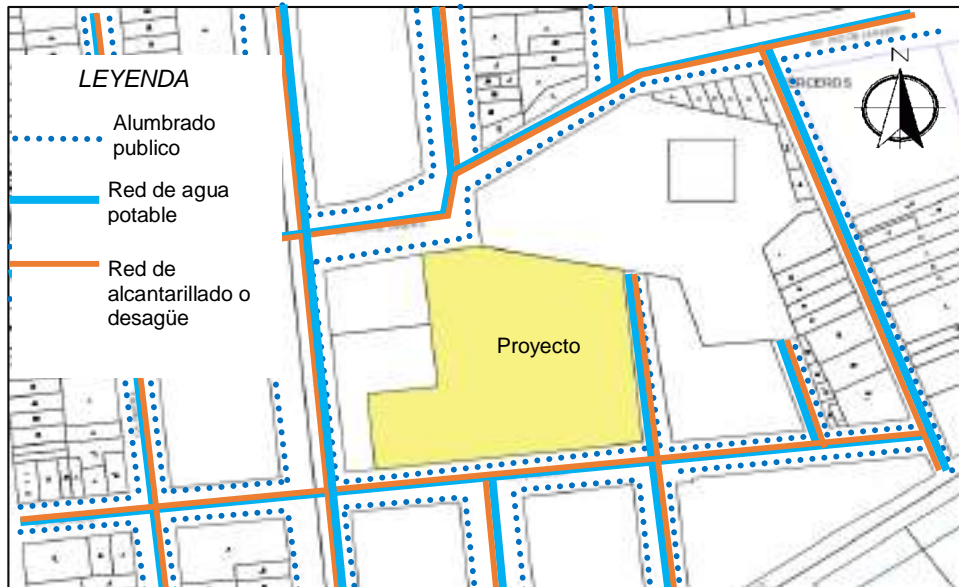 LEYENDA
Alumbrado
publico
Red de agua
potable
Red de
alcantarillado o
desagüe
N
Proyecto